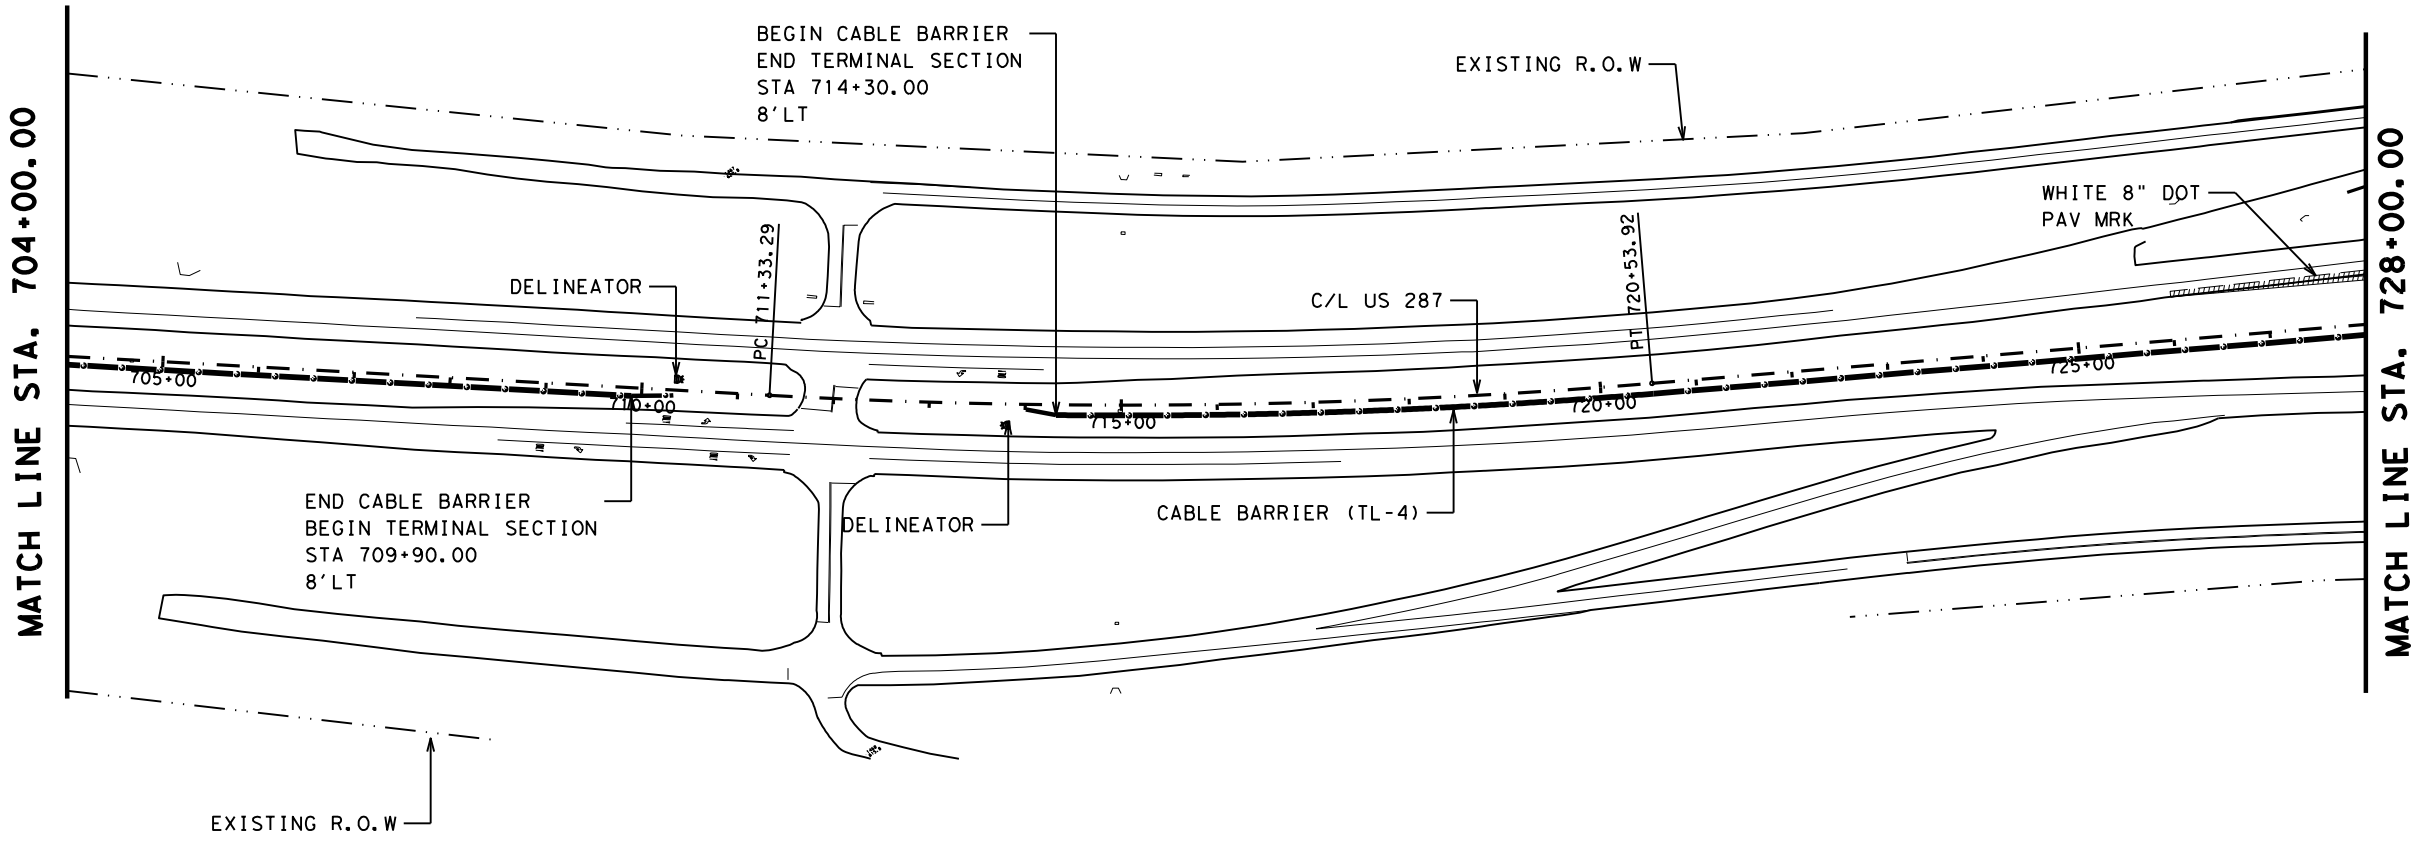 MATCH LINE STA. 704+00.00
BEGIN CABLE BARRIER
END TERMINAL SECTION
STA 714+30.00
8'LT
EXISTING R.O.W
WHITE 8" DOT
PAV MRK
DELINEATOR
PC 711+33.29
C/L US 287
PT 720+53.92
705+00
710+00
715+00
720+00
725+00
END CABLE BARRIER
BEGIN TERMINAL SECTION
STA 709+90.00
8'LT
DELINEATOR
CABLE BARRIER (TL-4)
EXISTING R.O.W
MATCH LINE STA. 728+00.00